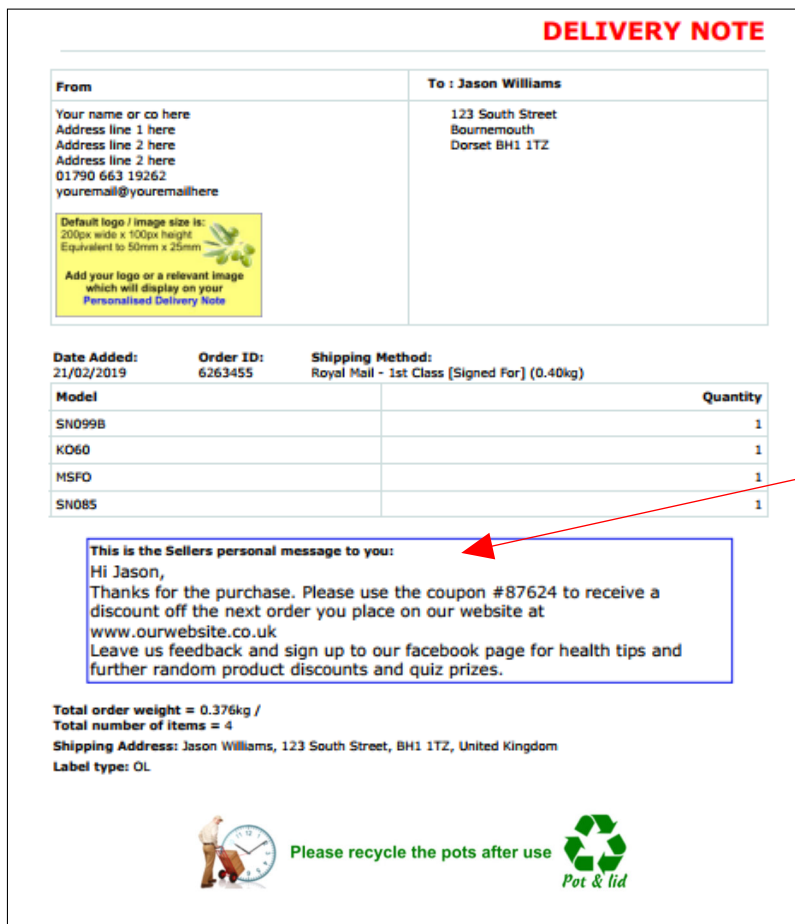 DELIVERY NOTE
From
To : Jason Williams
Your name or co here
Address line 1 here
Address line 2 here
Address line 2 here
01790 663 19262
youremail@youremailhere
123 South Street
Bournemouth
Dorset BH1 1TZ
Default logo / image size is:
200px wide x 100px height
Equivalent to 50mm x 25mm
Add your logo or a relevant image
which will display on your
Personalised Delivery Note
Date Added: Order ID: Shipping Method:
21/02/2019 6263455 Royal Mail - 1st Class [Signed For] (0.40kg)
Model Quantity
SN099B 1
KO60 1
MSFO 1
SN085 1
This is the Sellers personal message to you:
Hi Jason,
Thanks for the purchase. Please use the coupon #87624 to receive a
discount off the next order you place on our website at
www.ourwebsite.co.uk
Leave us feedback and sign up to our facebook page for health tips and
further random product discounts and quiz prizes.
Total order weight = 0.376kg /
Total number of items = 4
Shipping Address: Jason Williams, 123 South Street, BH1 1TZ, United Kingdom
Label type: OL
Please recycle the pots after use
Pot & lid